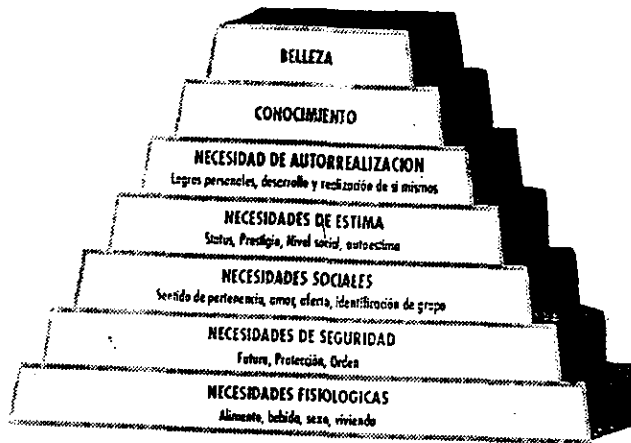 BELLEZA
CONOCIMIENTO
NECESIDAD DE AUTORREALIZACION
Logros personales, desarrollo y realización de si mismos
NECESIDADES DE ESTIMA
Status, Prestigio, Nivel social, autoestima
NECESIDADES SOCIALES
Sentido de pertenencia, amor, afecto, identificación de grupo
NECESIDADES DE SEGURIDAD
Futuro, Protección, Orden
NECESIDADES FISIOLOGICAS
Alimento, bebida, sexo, vivienda